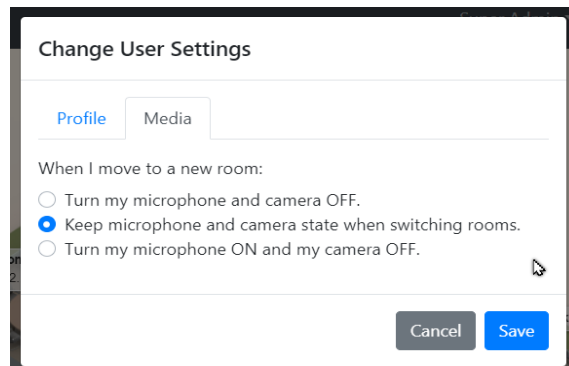 Change User Settings
Profile
Media
When I move to a new room:
Turn my microphone and camera OFF.
Keep microphone and camera state when switching rooms.
Turn my microphone ON and my camera OFF.
Cancel
Save